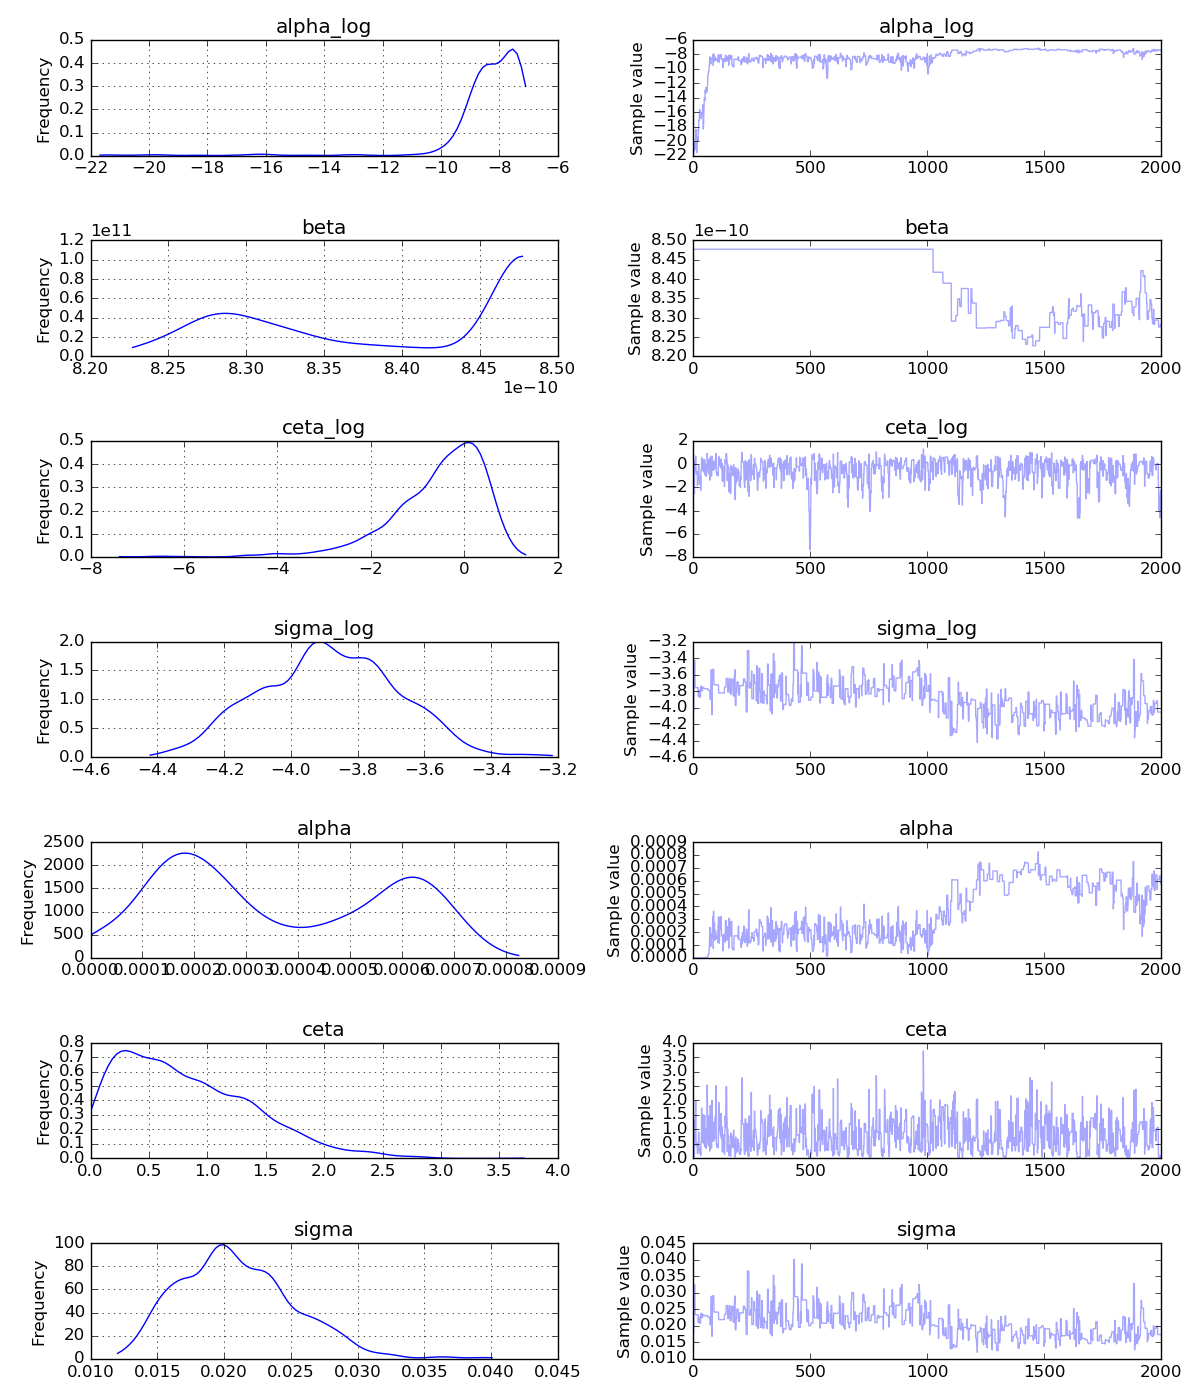 alpha_log alpha_log
Frequency
0.5 0.4 0.3 0.2 0.1 0.0
−22 −20 −18 −16 −14 −12 −10 −8 −6
Sample value
−6 −8 −10 −12 −14 −16 −18 −20 −22
0 500 1000 1500 2000
beta beta
1e11
Frequency
1.2 1.0 0.8 0.6 0.4 0.2 0.0
8.20 8.25 8.30 8.35 8.40 8.45 8.50
1e−10
1e−10
Sample value
8.50 8.45 8.40 8.35 8.30 8.25 8.20
0 500 1000 1500 2000
ceta_log ceta_log
Frequency
0.5 0.4 0.3 0.2 0.1 0.0
−8 −6 −4 −2 0 2
Sample value
2 0 −2 −4 −6 −8
0 500 1000 1500 2000
sigma_log sigma_log
Frequency
2.0 1.5 1.0 0.5 0.0
−4.6 −4.4 −4.2 −4.0 −3.8 −3.6 −3.4 −3.2
Sample value
−3.2 −3.4 −3.6 −3.8 −4.0 −4.2 −4.4 −4.6
0 500 1000 1500 2000
alpha alpha
Frequency
2500 2000 1500 1000 500 0
0.0000 0.0001 0.0002 0.0003 0.0004 0.0005 0.0006 0.0007 0.0008 0.0009
Sample value
0.0009 0.0008 0.0007 0.0006 0.0005 0.0004 0.0003 0.0002 0.0001 0.0000
0 500 1000 1500 2000
ceta ceta
Frequency
0.8 0.7 0.6 0.5 0.4 0.3 0.2 0.1 0.0
0.0 0.5 1.0 1.5 2.0 2.5 3.0 3.5 4.0
Sample value
4.0 3.5 3.0 2.5 2.0 1.5 1.0 0.5 0.0
0 500 1000 1500 2000
sigma sigma
Frequency
100 80 60 40 20 0
0.010 0.015 0.020 0.025 0.030 0.035 0.040 0.045
Sample value
0.045 0.040 0.035 0.030 0.025 0.020 0.015 0.010
0 500 1000 1500 2000